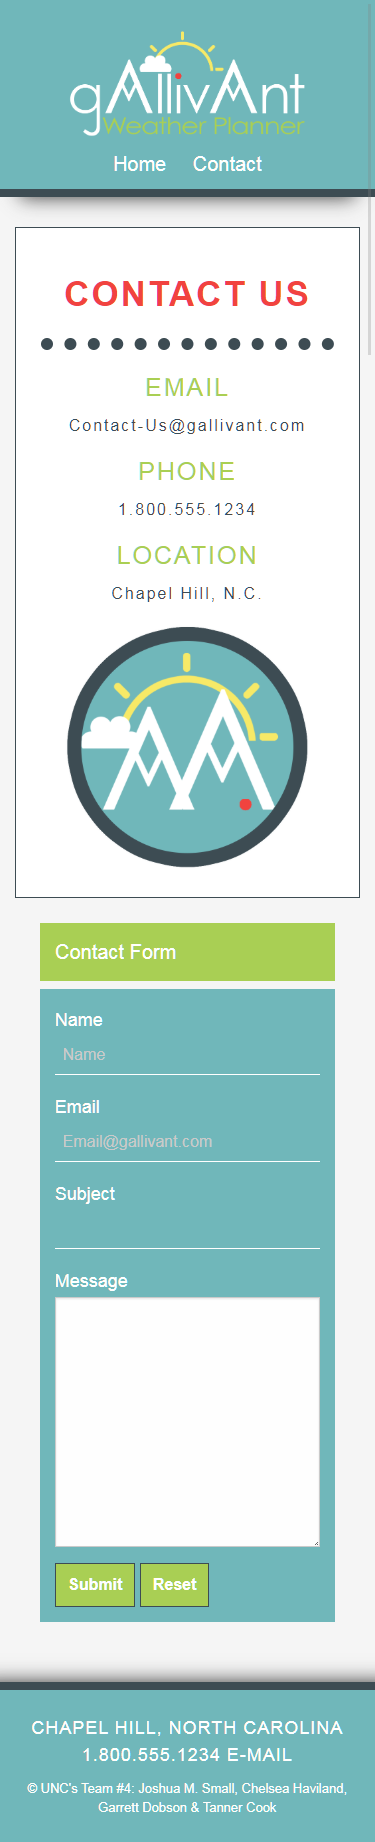 gAllivAnt
Weather Planner
Home Contact
CONTACT US
EMAIL
Contact-Us@gallivant.com
PHONE
1.800.555.1234
LOCATION
Chapel Hill, N.C.
Contact Form
Name
Name
Email
Email@gallivant.com
Subject
Message
Submit Reset
CHAPEL HILL, NORTH CAROLINA
1.800.555.1234 E-MAIL
© UNC's Team #4: Joshua M. Small, Chelsea Haviland,
Garrett Dobson & Tanner Cook